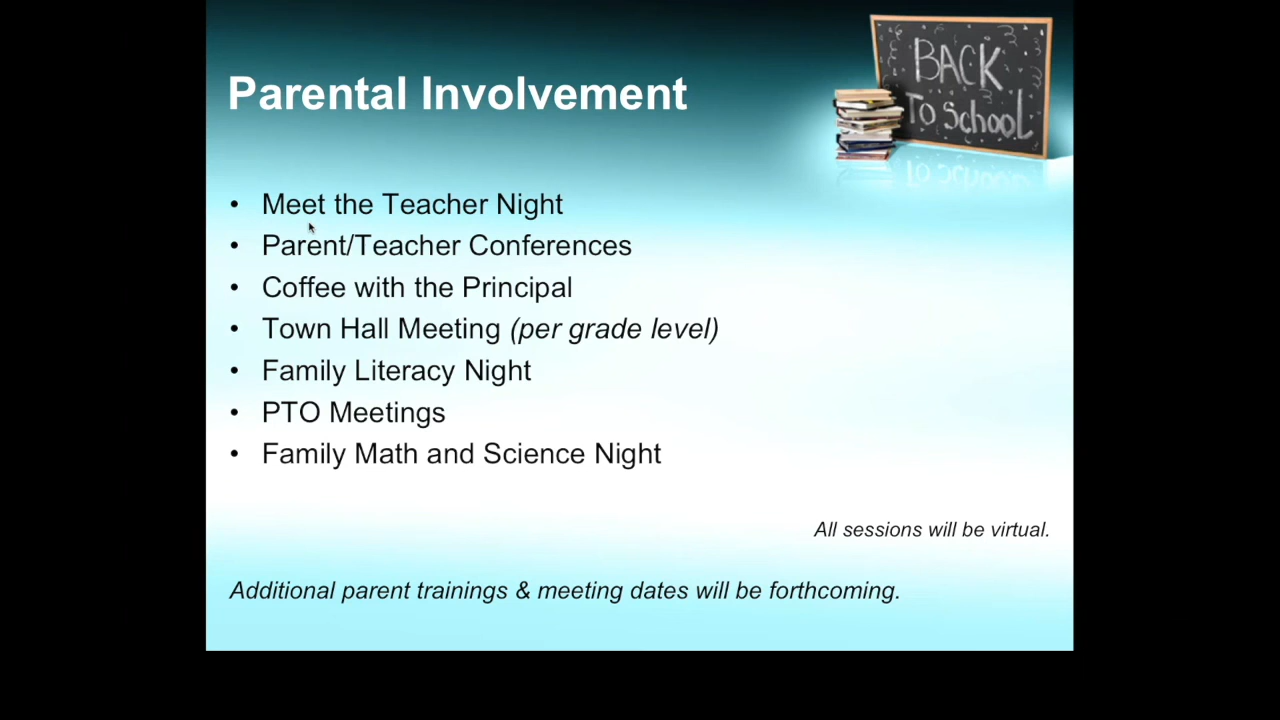 BACK
To School
Parental Involvement
• Meet the Teacher Night
• Parent/Teacher Conferences
• Coffee with the Principal
• Town Hall Meeting (per grade level)
• Family Literacy Night
• PTO Meetings
• Family Math and Science Night
All sessions will be virtual.
Additional parent trainings & meeting dates will be forthcoming.